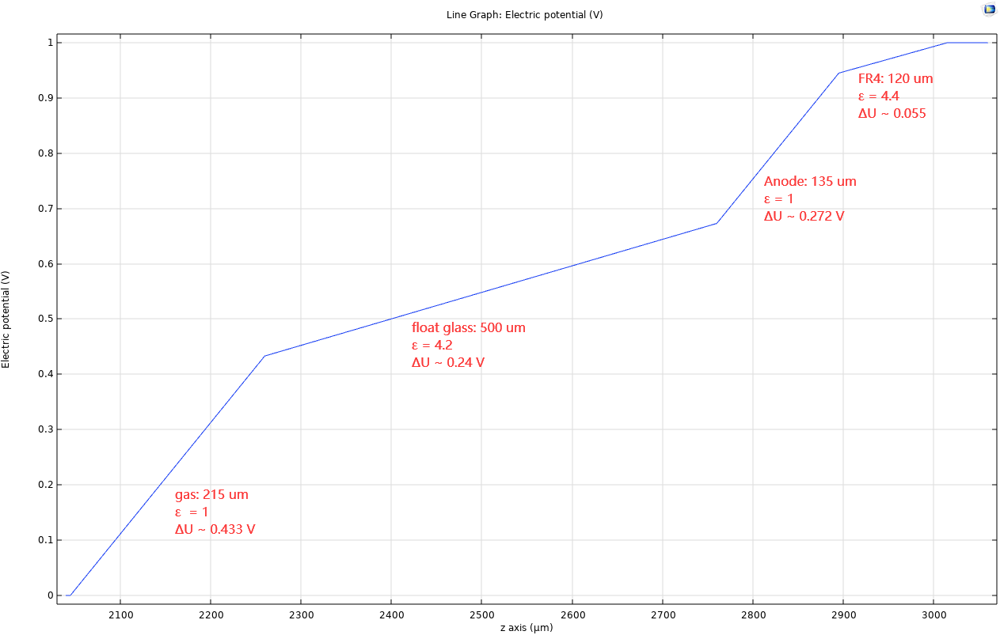 Line Graph: Electric potential (V)
1
0.9
0.8
0.7
0.6
0.5
0.4
0.3
0.2
0.1
0
Electric potential (V)
FR4: 120 um
ε = 4.4
ΔU ~ 0.055
Anode: 135 um
ε = 1
ΔU ~ 0.272 V
float glass: 500 um
ε = 4.2
ΔU ~ 0.24 V
gas: 215 um
ε  = 1
ΔU ~ 0.433 V
2100 2200 2300 2400 2500 2600 2700 2800 2900 3000
z axis (µm)